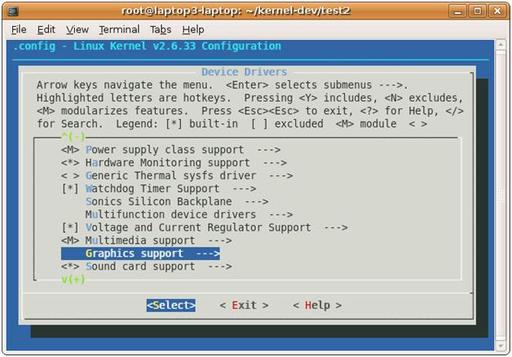 root@laptop3-laptop: ~/kernel-dev/test2
File Edit View Terminal Tabs Help
.config - Linux Kernel v2.6.33 Configuration
Device Drivers
Arrow keys navigate the menu. <Enter> selects submenus --->.
Highlighted letters are hotkeys. Pressing <Y> includes, <N> excludes,
<M> modularizes features. Press <Esc><Esc> to exit, <?> for Help, </>
for Search. Legend: [*] built-in [ ] excluded <M> module < >
^(-)
<M> Power supply class support --->
<*> Hardware Monitoring support --->
< > Generic Thermal sysfs driver --->
[*] Watchdog Timer Support --->
Sonics Silicon Backplane --->
Multifunction device drivers --->
[*] Voltage and Current Regulator Support --->
<M> Multimedia support --->
Graphics support --->
<*> Sound card support --->
v(+)
<Select> < Exit > < Help >